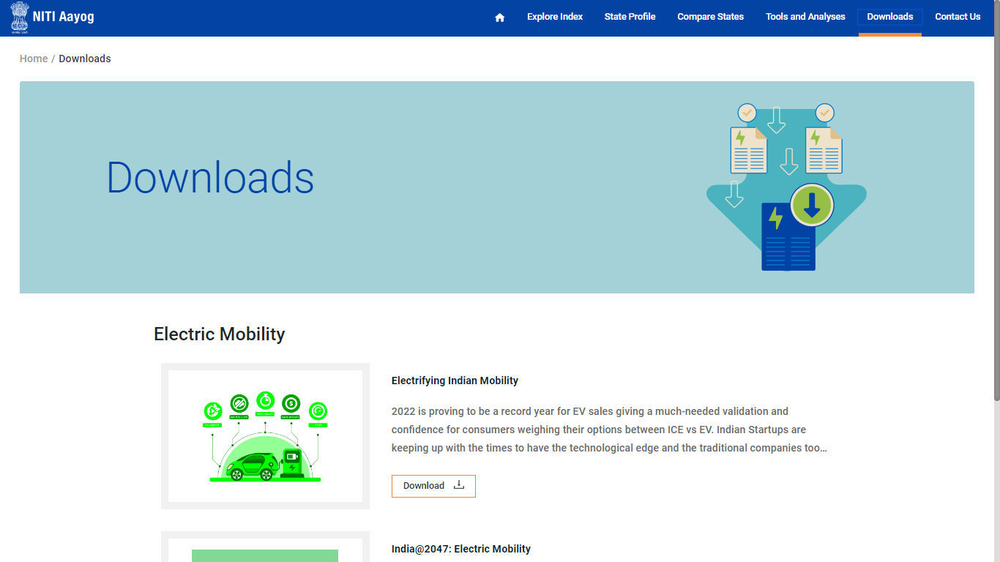 NITI Aayog
Explore Index
State Profile
Compare States
Tools and Analyses
Downloads
Contact Us
Home / Downloads
Downloads
Electric Mobility
Electrifying Indian Mobility
2022 is proving to be a record year for EV sales giving a much-needed validation and
confidence for consumers weighing their options between ICE vs EV. Indian Startups are
keeping up with the times to have the technological edge and the traditional companies too...
Download
India@2047: Electric Mobility